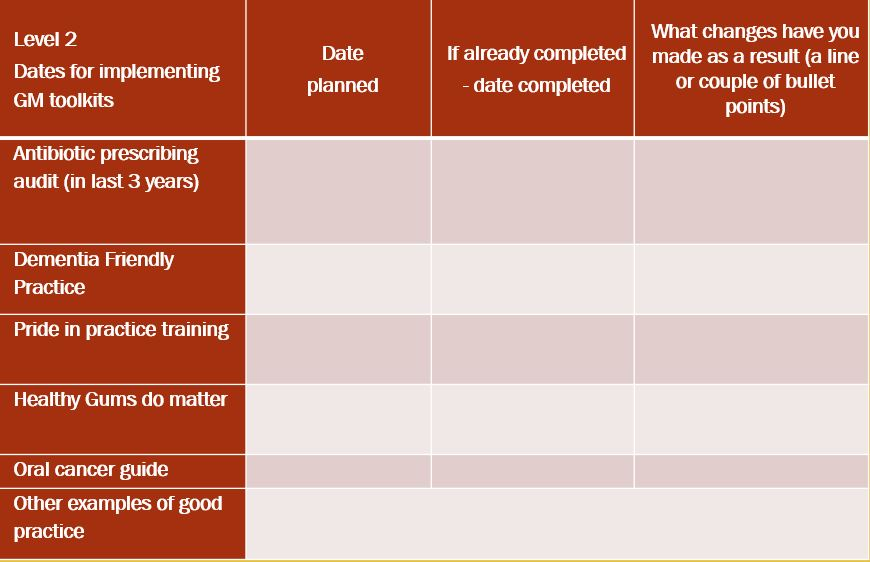 Level 2
Dates for implementing
GM toolkits
Date
planned
If already completed
- date completed
What changes have you
made as a result (a line
or couple of bullet
points)
Antibiotic prescribing
audit (in last 3 years)
Dementia Friendly
Practice
Pride in practice training
Healthy Gums do matter
Oral cancer guide
Other examples of good
practice